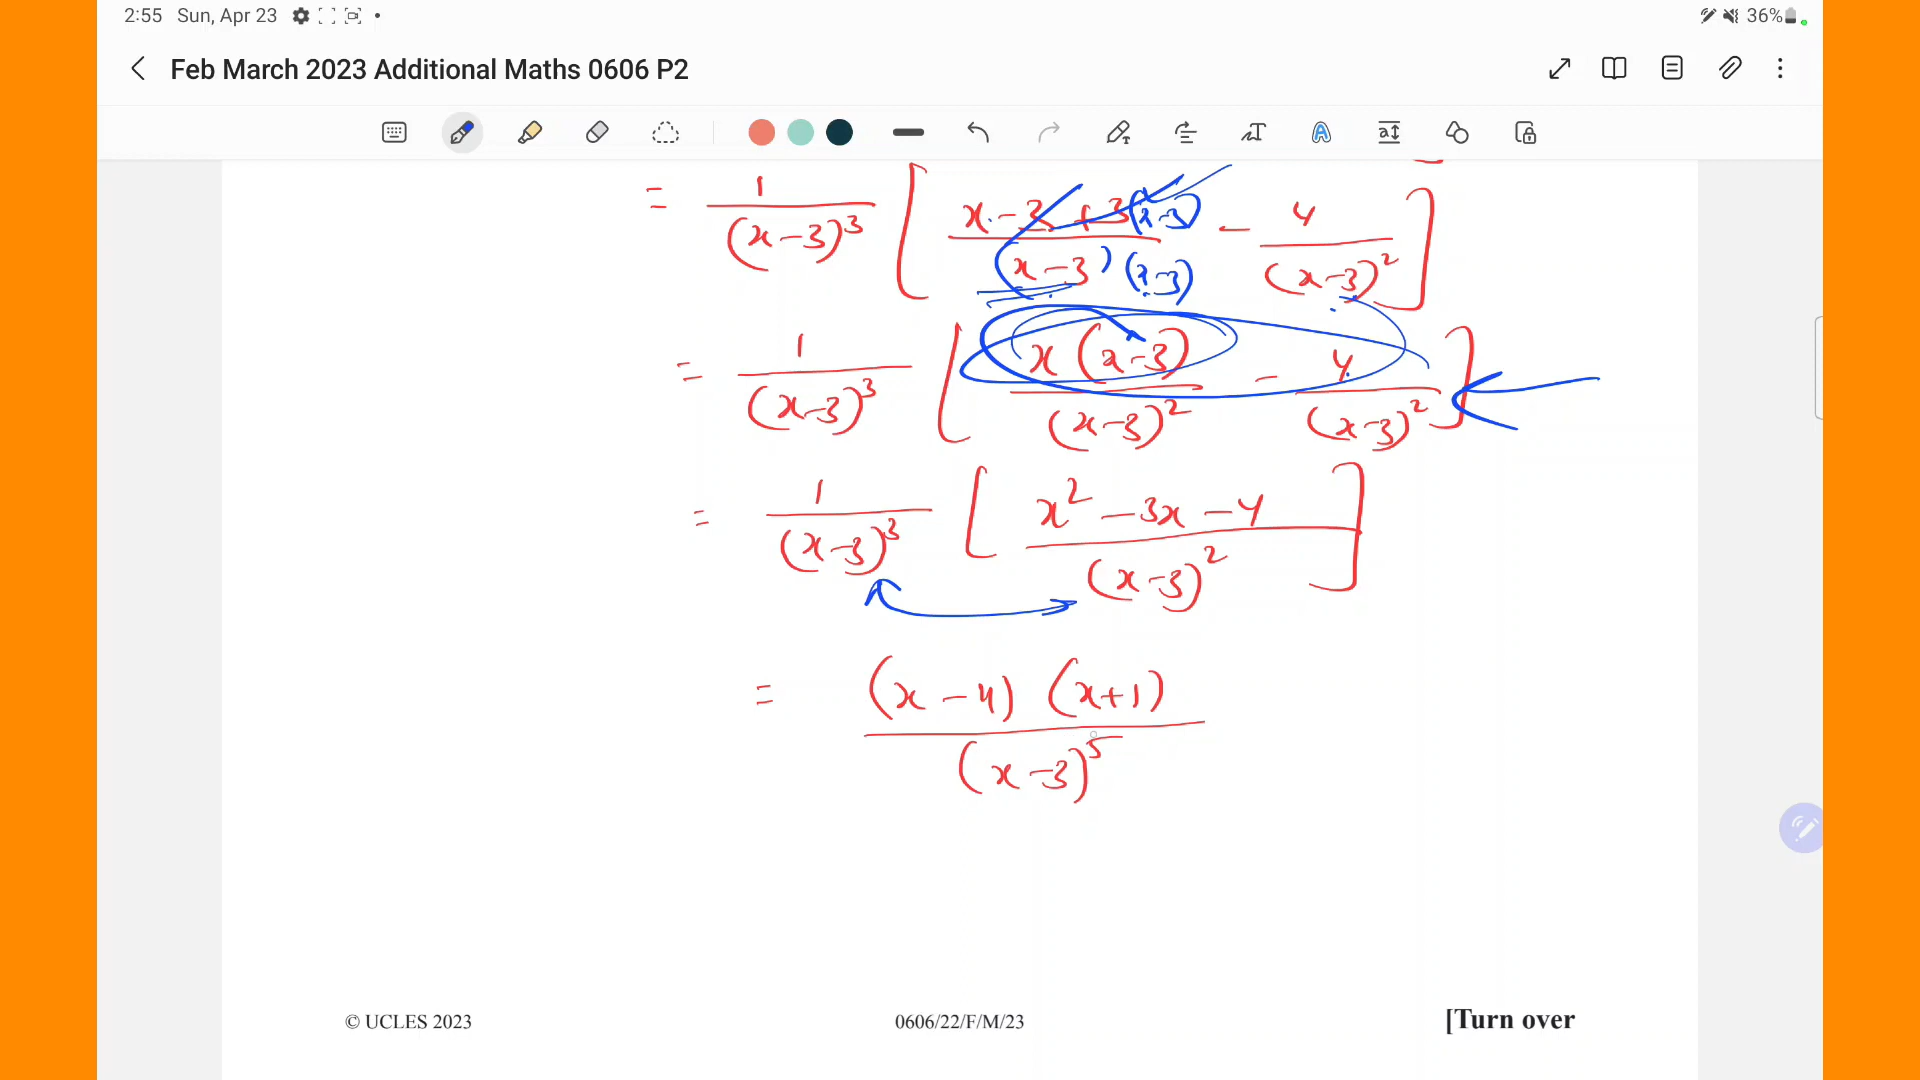 2:55 Sun, Apr 23 36%
Feb March 2023 Additional Maths 0606 P2
= 1/(x-3)^3 [ (x-3+3(x-3))/((x-3)(x-3)) - 4/(x-3)^2 ]
= 1/(x-3)^3 [ x(x-3)/(x-3)^2 - 4/(x-3)^2 ]
= 1/(x-3)^3 [ (x^2-3x-4)/(x-3)^2 ]
= (x-4)(x+1)/(x-3)^5
© UCLES 2023 0606/22/F/M/23 [Turn over